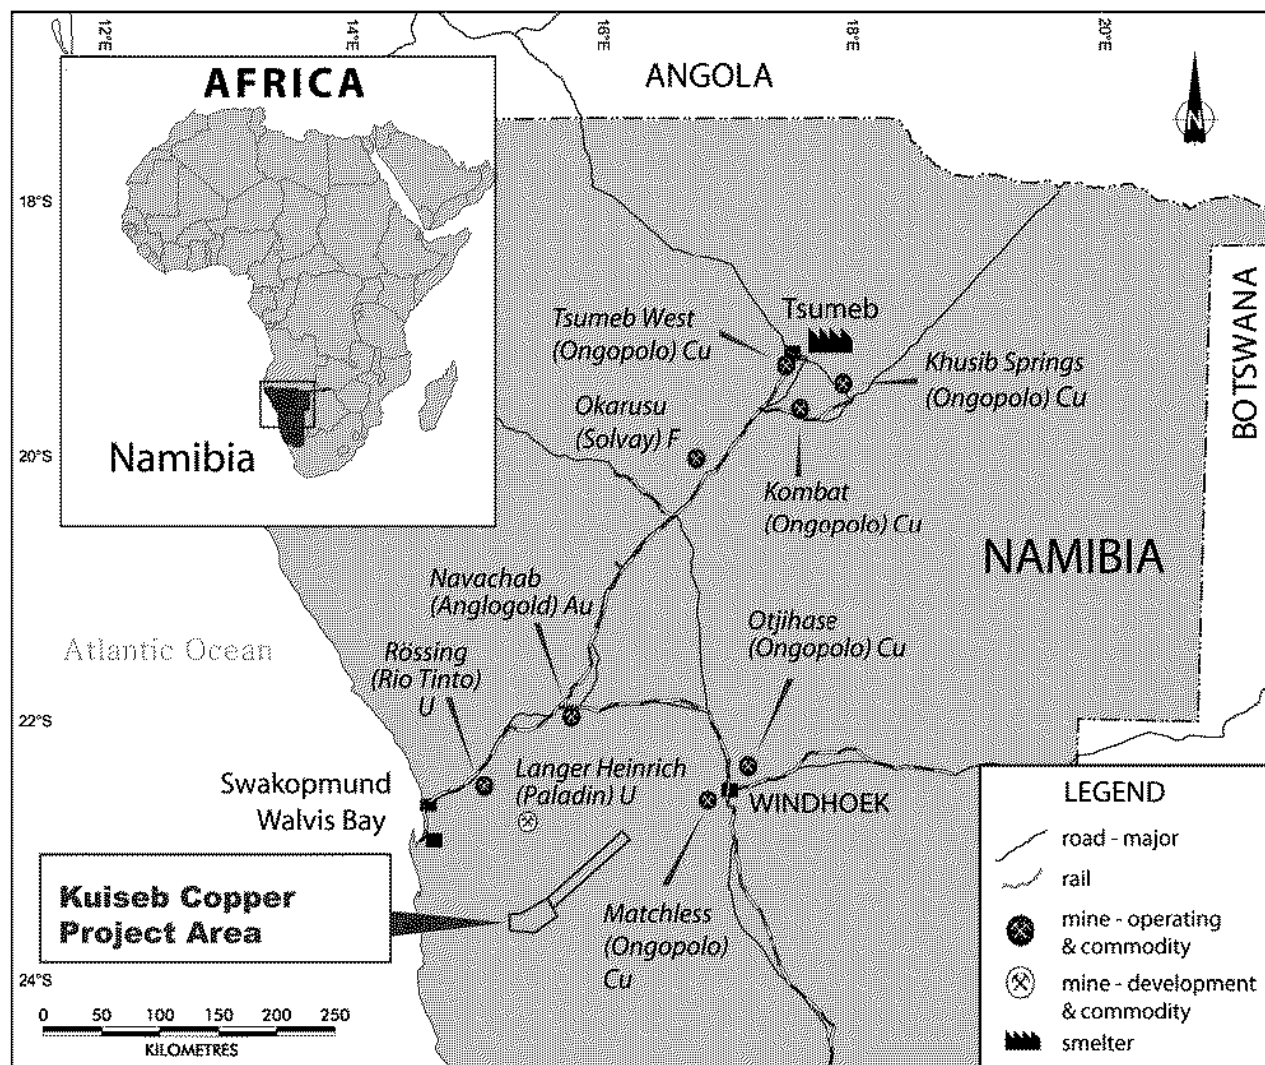 12°E
14°E
16°E
18°E
20°E
AFRICA
Namibia
ANGOLA
N
18°S
20°S
22°S
24°S
BOTSWANA
Tsumeb
Tsumeb West
(Ongopolo) Cu
Khusib Springs
(Ongopolo) Cu
Okarusu
(Solvay) F
Kombat
(Ongopolo) Cu
NAMIBIA
Navachab
(Anglogold) Au
Otjihase
(Ongopolo) Cu
Atlantic Ocean
Rössing
(Rio Tinto)
U
Langer Heinrich
(Paladin) U
Swakopmund
Walvis Bay
WINDHOEK
Kuiseb Copper
Project Area
Matchless
(Ongopolo)
Cu
0 50 100 150 200 250
KILOMETRES
LEGEND
road - major
rail
mine - operating
& commodity
mine - development
& commodity
smelter